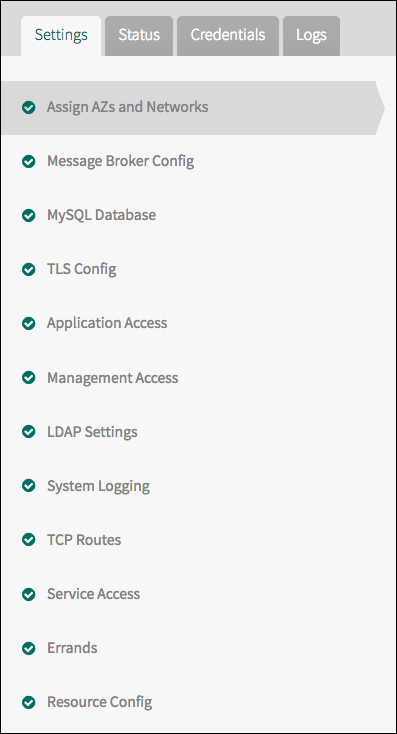 Settings Status Credentials Logs
Assign AZs and Networks
Message Broker Config
MySQL Database
TLS Config
Application Access
Management Access
LDAP Settings
System Logging
TCP Routes
Service Access
Errands
Resource Config